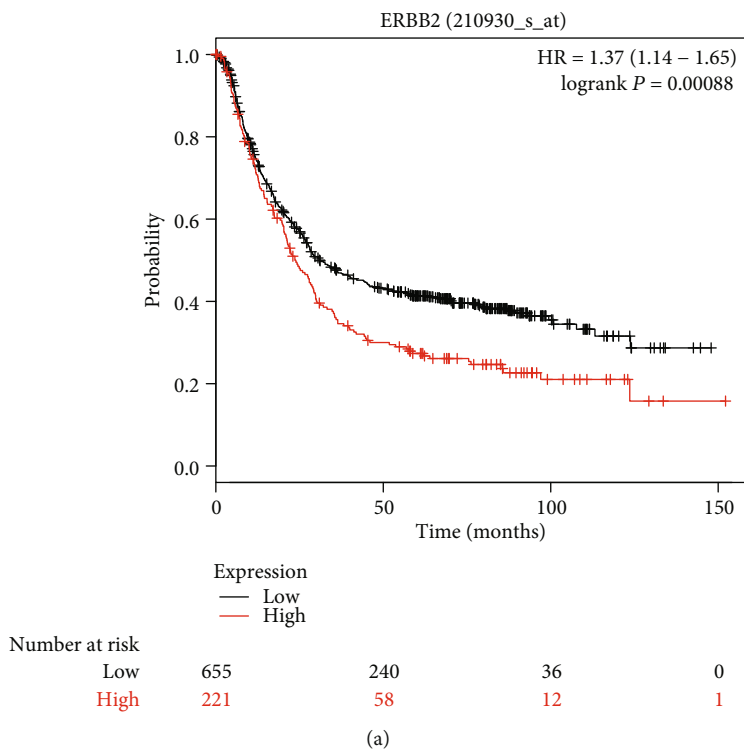 ERBB2 (210930_s_at)
HR = 1.37 (1.14 − 1.65)
logrank P = 0.00088
1.0
0.8
0.6
0.4
0.2
0.0
Probability
0 50 100 150
Time (months)
Expression
Low
High
Number at risk
Low 655 240 36 0
High 221 58 12 1
(a)